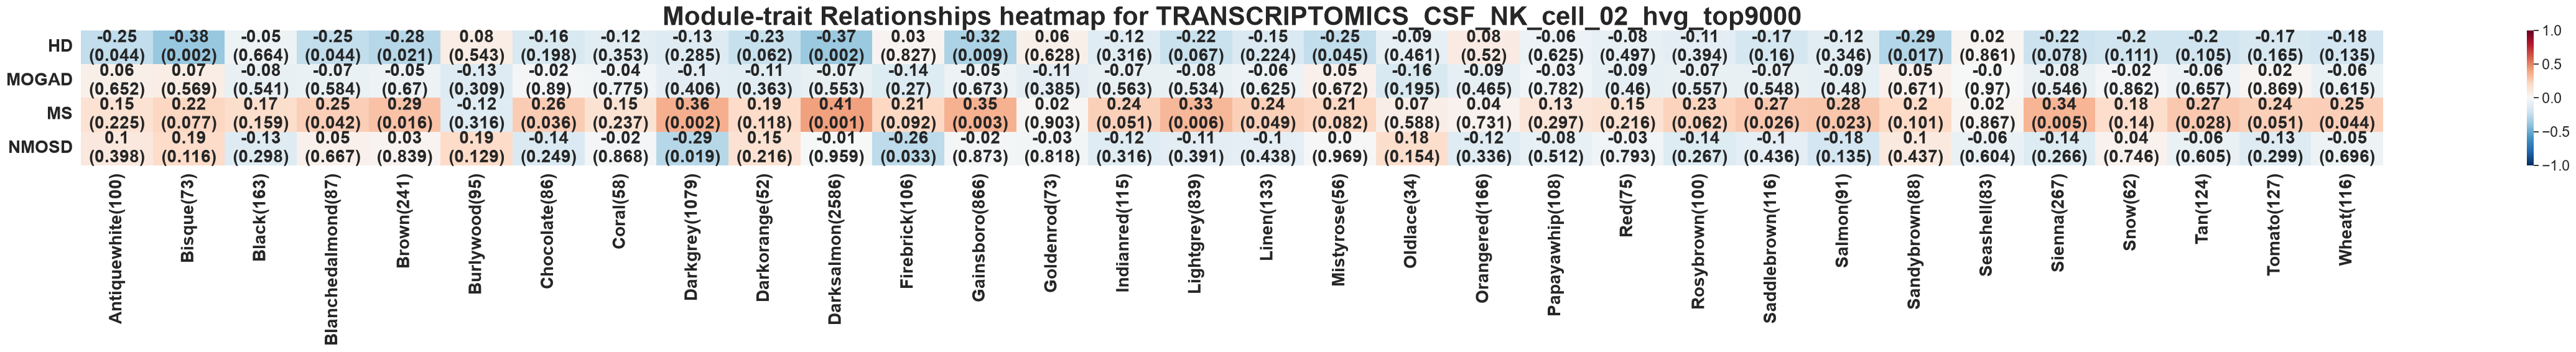 Module-trait Relationships heatmap for TRANSCRIPTOMICS_CSF_NK_cell_02_hvg_top9000
HD
-0.25 -0.38 -0.05 -0.25 -0.28 0.08 -0.16 -0.12 -0.13 -0.23 -0.37 0.03 -0.32 0.06 -0.12 -0.22 -0.15 -0.25 -0.09 0.08 -0.06 -0.08 -0.11 -0.17 -0.12 -0.29 0.02 -0.22 -0.2 -0.2 -0.17 -0.18
(0.044) (0.002) (0.664) (0.044) (0.021) (0.543) (0.198) (0.353) (0.285) (0.062) (0.002) (0.827) (0.009) (0.628) (0.316) (0.067) (0.224) (0.045) (0.461) (0.52) (0.625) (0.497) (0.394) (0.16) (0.346) (0.017) (0.861) (0.078) (0.111) (0.105) (0.165) (0.135)
MOGAD
0.06 0.07 -0.08 -0.07 -0.05 -0.13 -0.02 -0.04 -0.1 -0.11 -0.07 -0.14 -0.05 -0.11 -0.07 -0.08 -0.06 0.05 -0.16 -0.09 -0.03 -0.09 -0.07 -0.07 -0.09 0.05 -0.0 -0.08 -0.02 -0.06 0.02 -0.06
(0.652) (0.569) (0.541) (0.584) (0.67) (0.309) (0.89) (0.775) (0.406) (0.363) (0.553) (0.27) (0.673) (0.385) (0.563) (0.534) (0.625) (0.672) (0.195) (0.465) (0.782) (0.46) (0.557) (0.548) (0.48) (0.671) (0.97) (0.546) (0.862) (0.657) (0.869) (0.615)
MS
0.15 0.22 0.17 0.25 0.29 -0.12 0.26 0.15 0.36 0.19 0.41 0.21 0.35 0.02 0.24 0.33 0.24 0.21 0.07 0.04 0.13 0.15 0.23 0.27 0.28 0.2 0.02 0.34 0.18 0.27 0.24 0.25
(0.225) (0.077) (0.159) (0.042) (0.016) (0.316) (0.036) (0.237) (0.002) (0.118) (0.001) (0.092) (0.003) (0.903) (0.051) (0.006) (0.049) (0.082) (0.588) (0.731) (0.297) (0.216) (0.062) (0.026) (0.023) (0.101) (0.867) (0.005) (0.14) (0.028) (0.051) (0.044)
NMOSD
0.1 0.19 -0.13 0.05 0.03 0.19 -0.14 -0.02 -0.29 0.15 -0.01 -0.26 -0.02 -0.03 -0.12 -0.11 -0.1 0.0 0.18 -0.12 -0.08 -0.03 -0.14 -0.1 -0.18 0.1 -0.06 -0.14 0.04 -0.06 -0.13 -0.05
(0.398) (0.116) (0.298) (0.667) (0.839) (0.129) (0.249) (0.868) (0.019) (0.216) (0.959) (0.033) (0.873) (0.818) (0.316) (0.391) (0.438) (0.969) (0.154) (0.336) (0.512) (0.793) (0.267) (0.436) (0.135) (0.437) (0.604) (0.266) (0.746) (0.605) (0.299) (0.696)
Antiquewhite(100)
Bisque(73)
Black(163)
Blanchedalmond(87)
Brown(241)
Burlywood(95)
Chocolate(86)
Coral(58)
Darkgrey(1079)
Darkorange(52)
Darksalmon(2586)
Firebrick(106)
Gainsboro(866)
Goldenrod(73)
Indianred(115)
Lightgrey(839)
Linen(133)
Mistyrose(56)
Oldlace(34)
Orangered(166)
Papayawhip(108)
Red(75)
Rosybrown(100)
Saddlebrown(116)
Salmon(91)
Sandybrown(88)
Seashell(83)
Sienna(267)
Snow(62)
Tan(124)
Tomato(127)
Wheat(116)
1.0
0.5
0.0
−0.5
−1.0